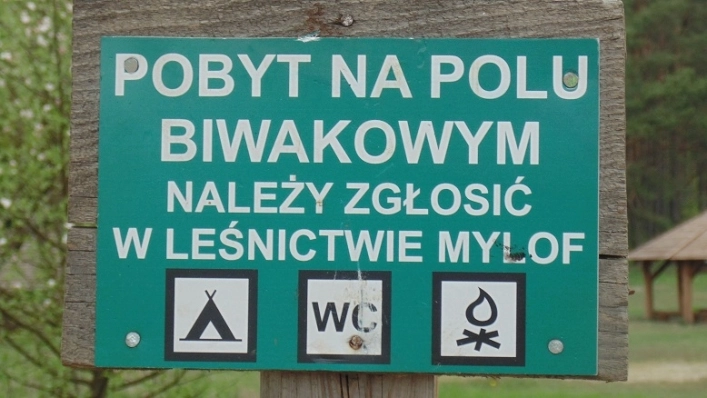 POBYT NA POLU
BIWAKOWYM
NALEŻY ZGŁOSIĆ
W LEŚNICTWIE MYLOF
WC